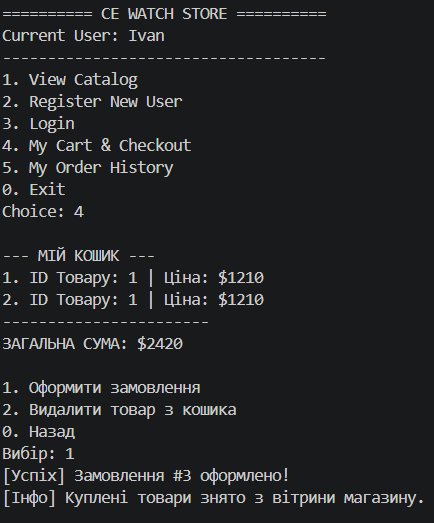 ========== CE WATCH STORE ==========
Current User: Ivan
------------------------------------
1. View Catalog
2. Register New User
3. Login
4. My Cart & Checkout
5. My Order History
0. Exit
Choice: 4
--- МІЙ КОШИК ---
1. ID Товару: 1 | Ціна: $1210
2. ID Товару: 1 | Ціна: $1210
-----------------------
ЗАГАЛЬНА СУМА: $2420
1. Оформити замовлення
2. Видалити товар з кошика
0. Назад
Вибір: 1
[Успіх] Замовлення #3 оформлено!
[Інфо] Куплені товари знято з вітрини магазину.